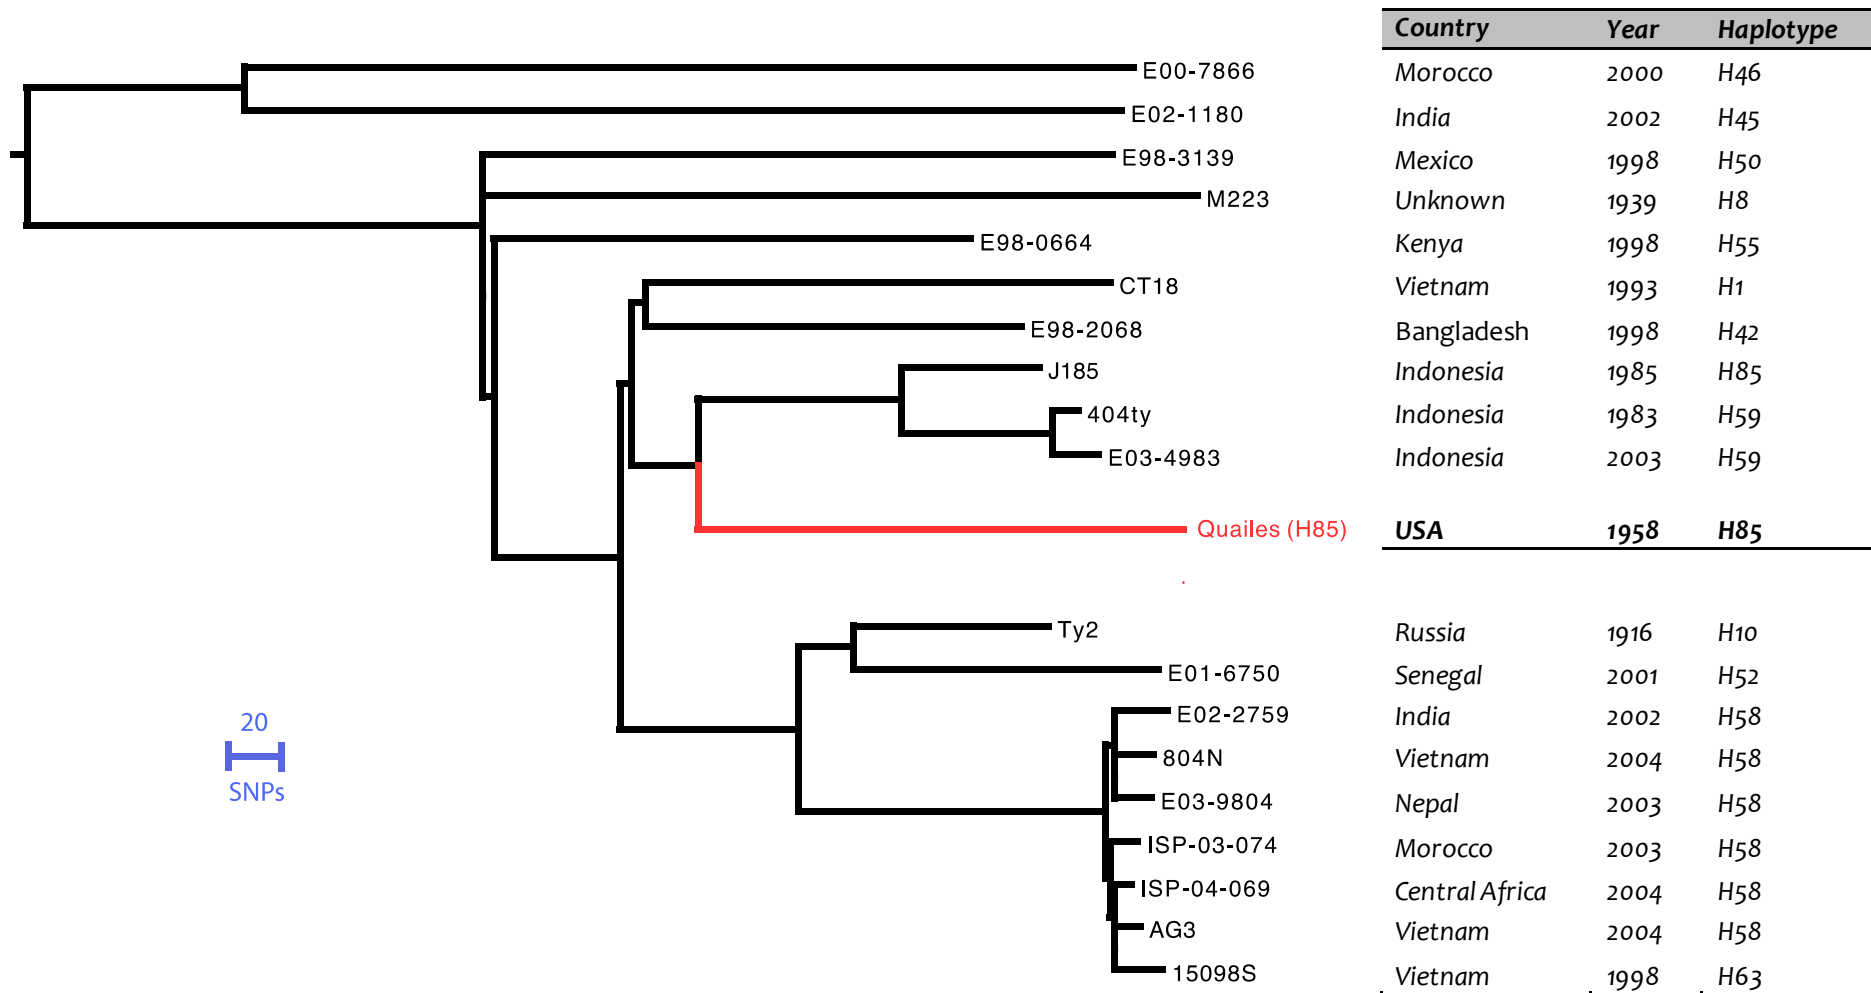 Country Year Haplotype
E00-7866 Morocco 2000 H46
E02-1180 India 2002 H45
E98-3139 Mexico 1998 H50
M223 Unknown 1939 H8
E98-0664 Kenya 1998 H55
CT18 Vietnam 1993 H1
E98-2068 Bangladesh 1998 H42
J185 Indonesia 1985 H85
404ty Indonesia 1983 H59
E03-4983 Indonesia 2003 H59
Quailes (H85) USA 1958 H85
Ty2 Russia 1916 H10
E01-6750 Senegal 2001 H52
E02-2759 India 2002 H58
804N Vietnam 2004 H58
E03-9804 Nepal 2003 H58
ISP-03-074 Morocco 2003 H58
ISP-04-069 Central Africa 2004 H58
AG3 Vietnam 2004 H58
15098S Vietnam 1998 H63
20
SNPs